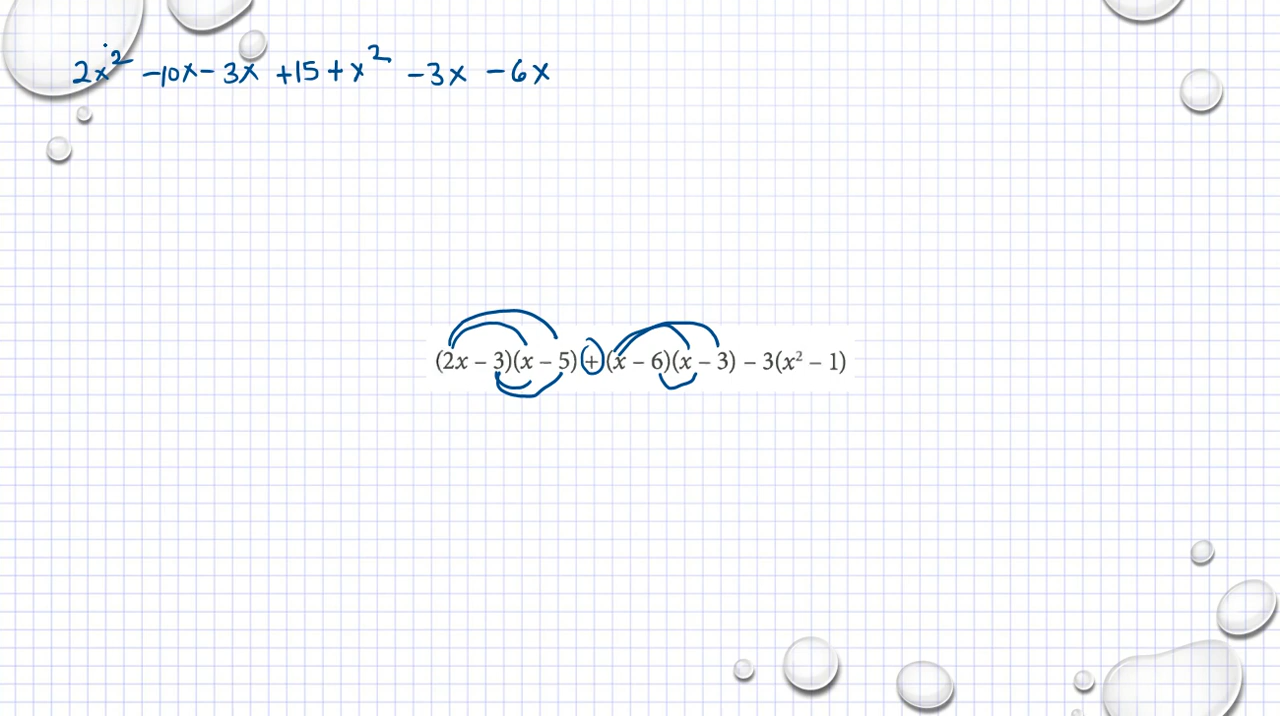 2x² -10x - 3x +15 + x² - 3x - 6x
(2x – 3)(x – 5) + (x – 6)(x – 3) – 3(x² – 1)